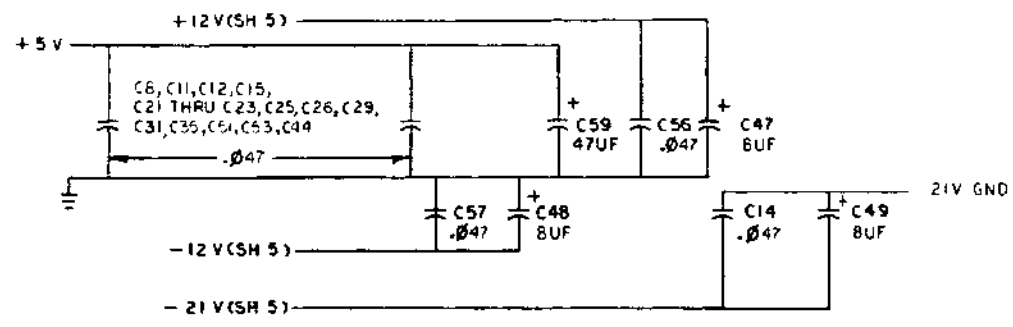 +12V(SH 5)
+5V
C8, C11, C12, C15,
C21 THRU C23, C25, C26, C29,
C31, C35, C51, C53, C44
.Ø47
+
C59
47UF
C56
.Ø47
+
C47
8UF
21V GND
C57
.Ø47
+
C48
8UF
C14
.Ø47
+
C49
8UF
-12V(SH 5)
-21V(SH 5)